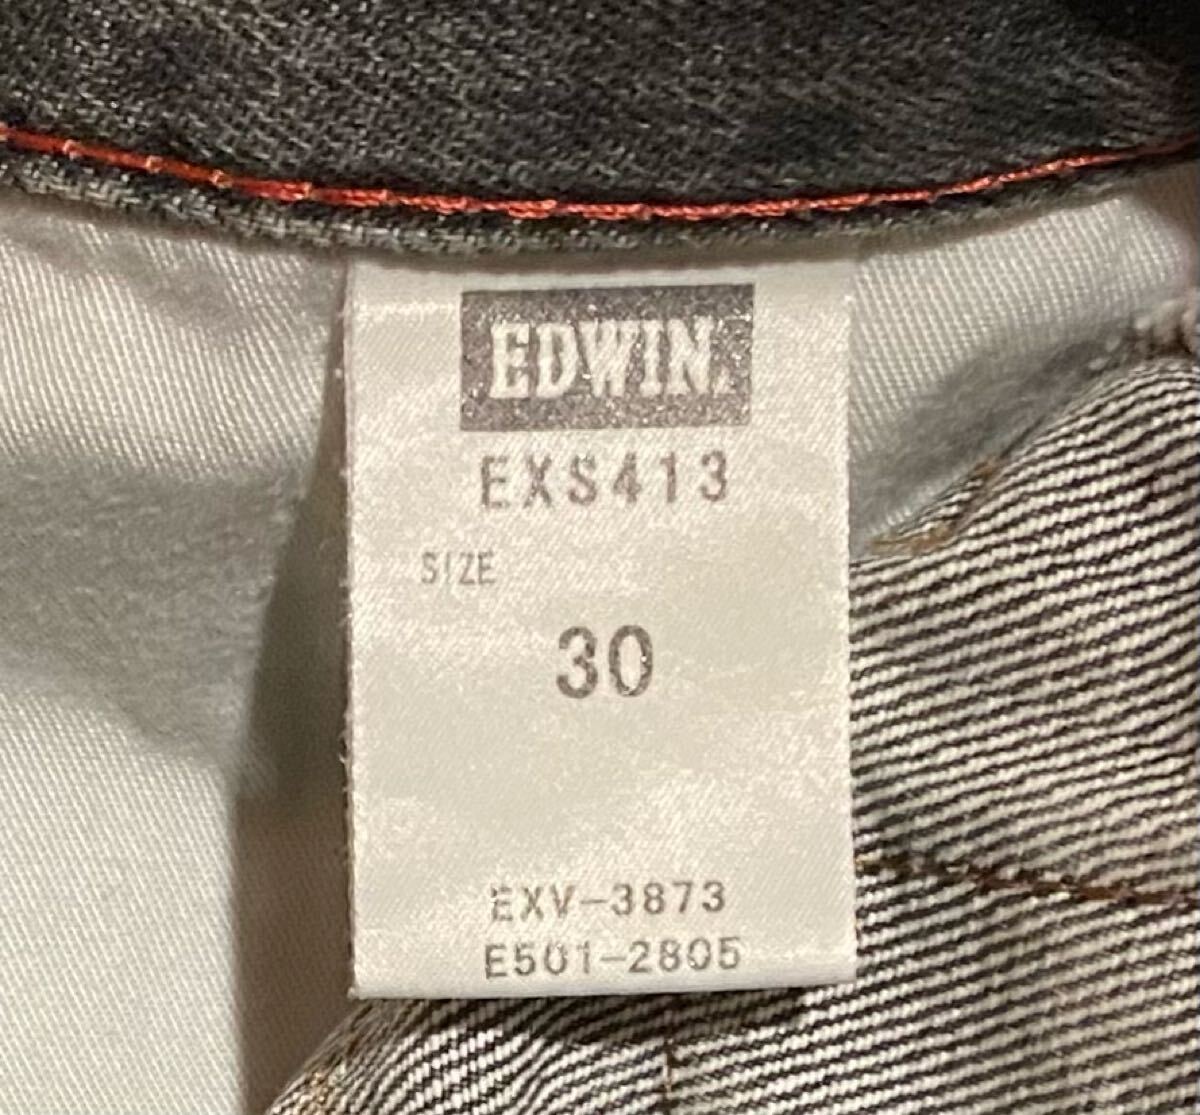 EDWIN.
EXS413
SIZE
30
EXV-3873
E501-2805